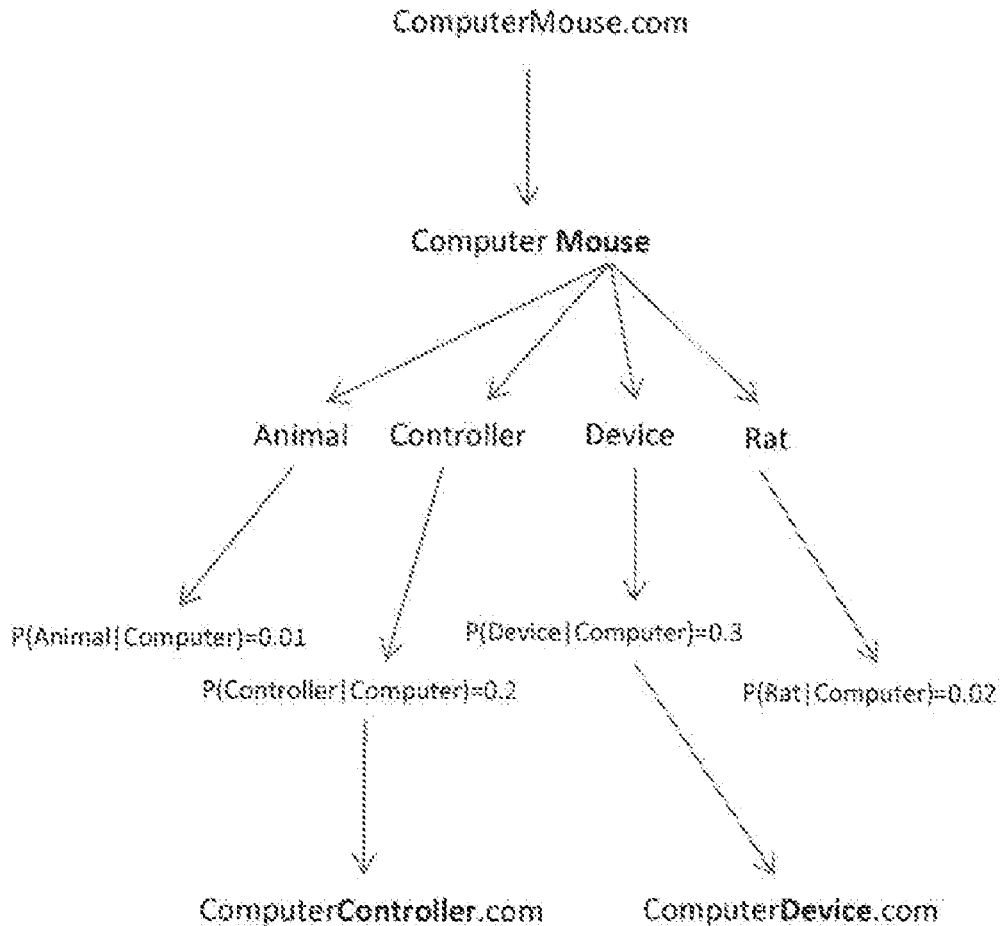 ComputerMouse.com
Computer Mouse
Animal
Controller
Device
Rat
P(Animal|Computer)=0.01
P(Device|Computer)=0.3
P(Controller|Computer)=0.2
P(Rat|Computer)=0.02
ComputerController.com
ComputerDevice.com